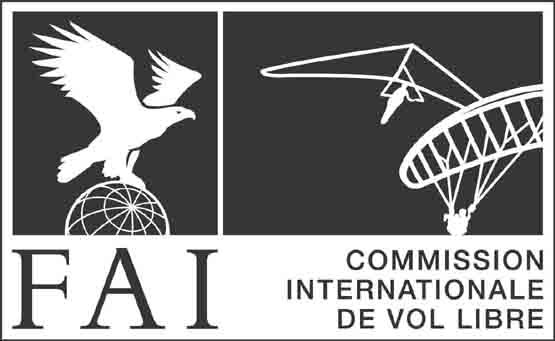 FAI
COMMISSION
INTERNATIONALE
DE VOL LIBRE